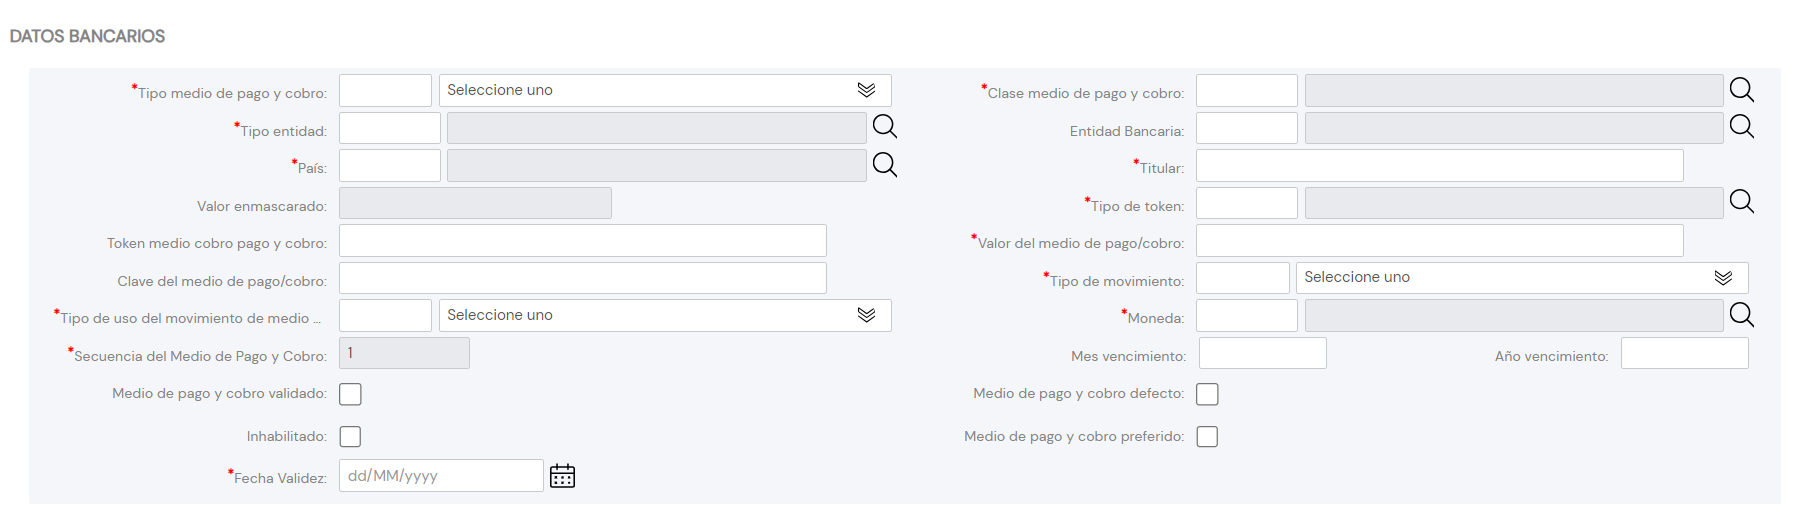 DATOS BANCARIOS
*Tipo medio de pago y cobro: Seleccione uno *Clase medio de pago y cobro:
*Tipo entidad: Entidad Bancaria:
*País: *Titular:
Valor enmascarado: *Tipo de token:
Token medio cobro pago y cobro: *Valor del medio de pago/cobro:
Clave del medio de pago/cobro: *Tipo de movimiento: Seleccione uno
*Tipo de uso del movimiento de medio ... Seleccione uno *Moneda:
*Secuencia del Medio de Pago y Cobro: 1 Mes vencimiento: Año vencimiento:
Medio de pago y cobro validado: Medio de pago y cobro defecto:
Inhabilitado: Medio de pago y cobro preferido:
*Fecha Validez: dd/MM/yyyy